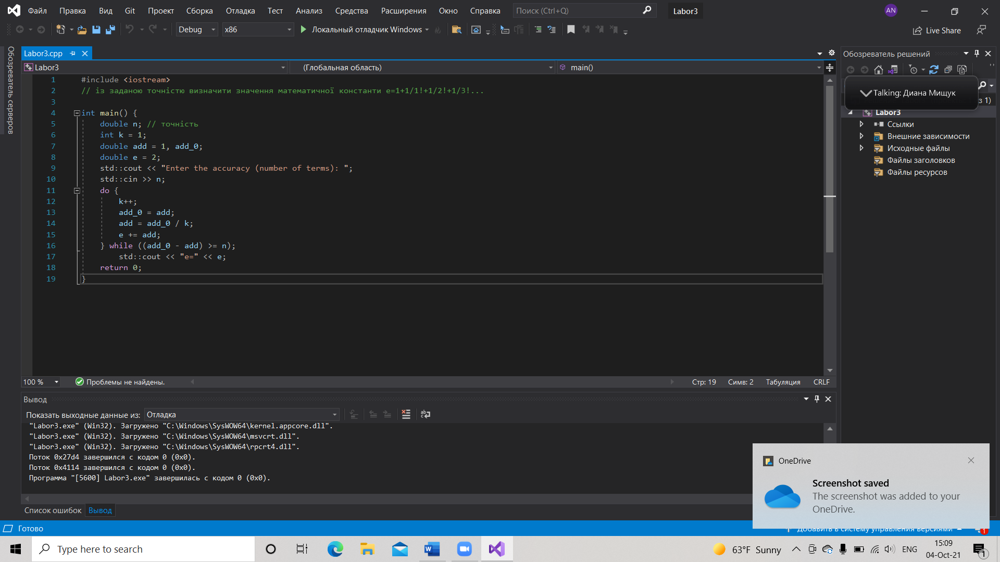 Файл Правка Вид Git Проект Сборка Отладка Тест Анализ Средства Расширения Окно Справка Поиск (Ctrl+Q) Labor3 AN
Debug x86 Локальный отладчик Windows Live Share
Обозреватель серверов
Labor3.cpp
Labor3 (Глобальная область) main()
1 #include <iostream>
2 // із заданою точністю визначити значення математичної константи e=1+1/1!+1/2!+1/3!...
3
4 int main() {
5 double n; // точність
6 int k = 1;
7 double add = 1, add_0;
8 double e = 2;
9 std::cout << "Enter the accuracy (number of terms): ";
10 std::cin >> n;
11 do {
12 k++;
13 add_0 = add;
14 add = add_0 / k;
15 e += add;
16 } while ((add_0 - add) >= n);
17 std::cout << "e=" << e;
18 return 0;
19 }
100 % Проблемы не найдены. Стр: 19 Симв: 2 Табуляция CRLF
Обозреватель решений
Talking: Диана Мищук
з 1)
Labor3
Ссылки
Внешние зависимости
Исходные файлы
Файлы заголовков
Файлы ресурсов
Вывод
Показать выходные данные из: Отладка
"Labor3.exe" (Win32). Загружено "C:\Windows\SysWOW64\kernel.appcore.dll".
"Labor3.exe" (Win32). Загружено "C:\Windows\SysWOW64\msvcrt.dll".
"Labor3.exe" (Win32). Загружено "C:\Windows\SysWOW64\rpcrt4.dll".
Поток 0x27d4 завершился с кодом 0 (0x0).
Поток 0x4114 завершился с кодом 0 (0x0).
Программа "[5600] Labor3.exe" завершилась с кодом 0 (0x0).
Список ошибок Вывод
OneDrive
Screenshot saved
The screenshot was added to your
OneDrive.
Готово Добавить в систему управления версиями 1
Type here to search 63°F Sunny ENG 15:09
04-Oct-21 1